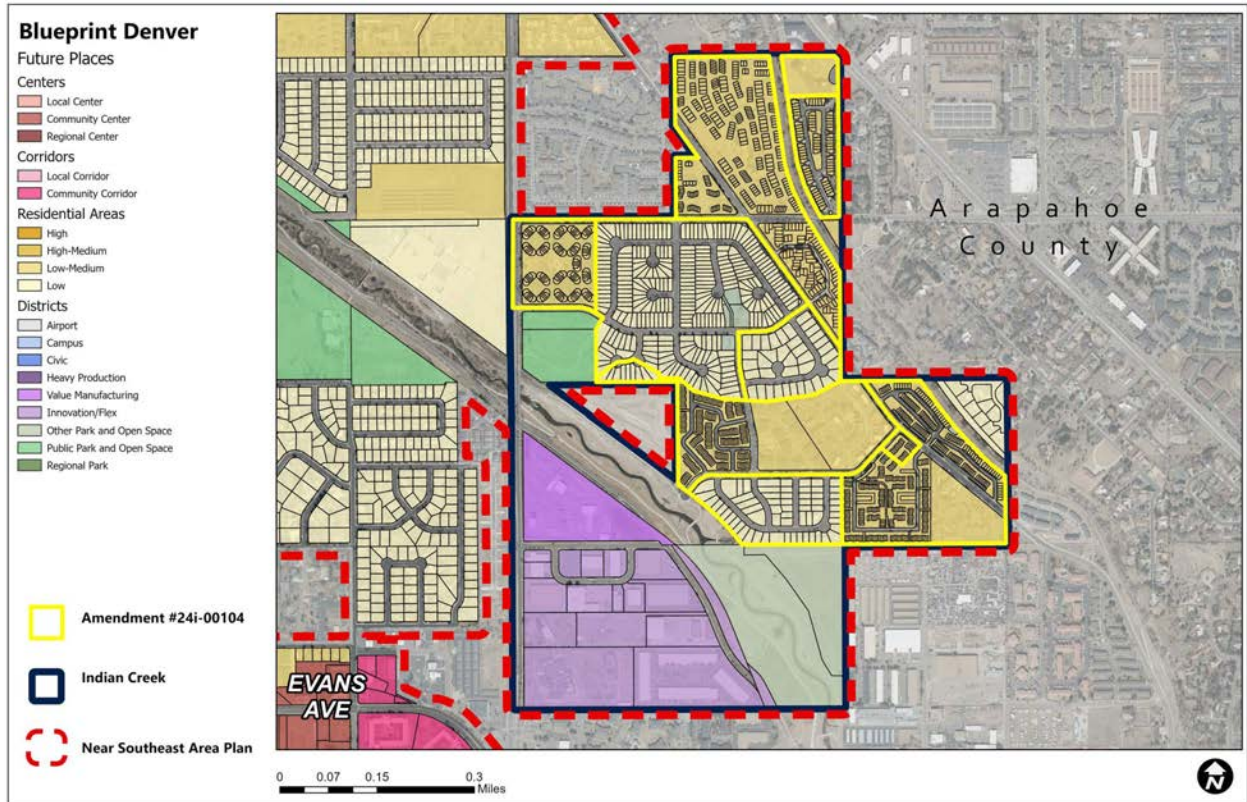 Blueprint Denver
Future Places
Centers
Local Center
Community Center
Regional Center
Corridors
Local Corridor
Community Corridor
Residential Areas
High
High-Medium
Low-Medium
Low
Districts
Airport
Campus
Civic
Heavy Production
Value Manufacturing
Innovation/Flex
Other Park and Open Space
Public Park and Open Space
Regional Park
Amendment #24i-00104
Indian Creek
Near Southeast Area Plan
Arapahoe
County
EVANS
AVE
0 0.07 0.15 0.3
Miles
N